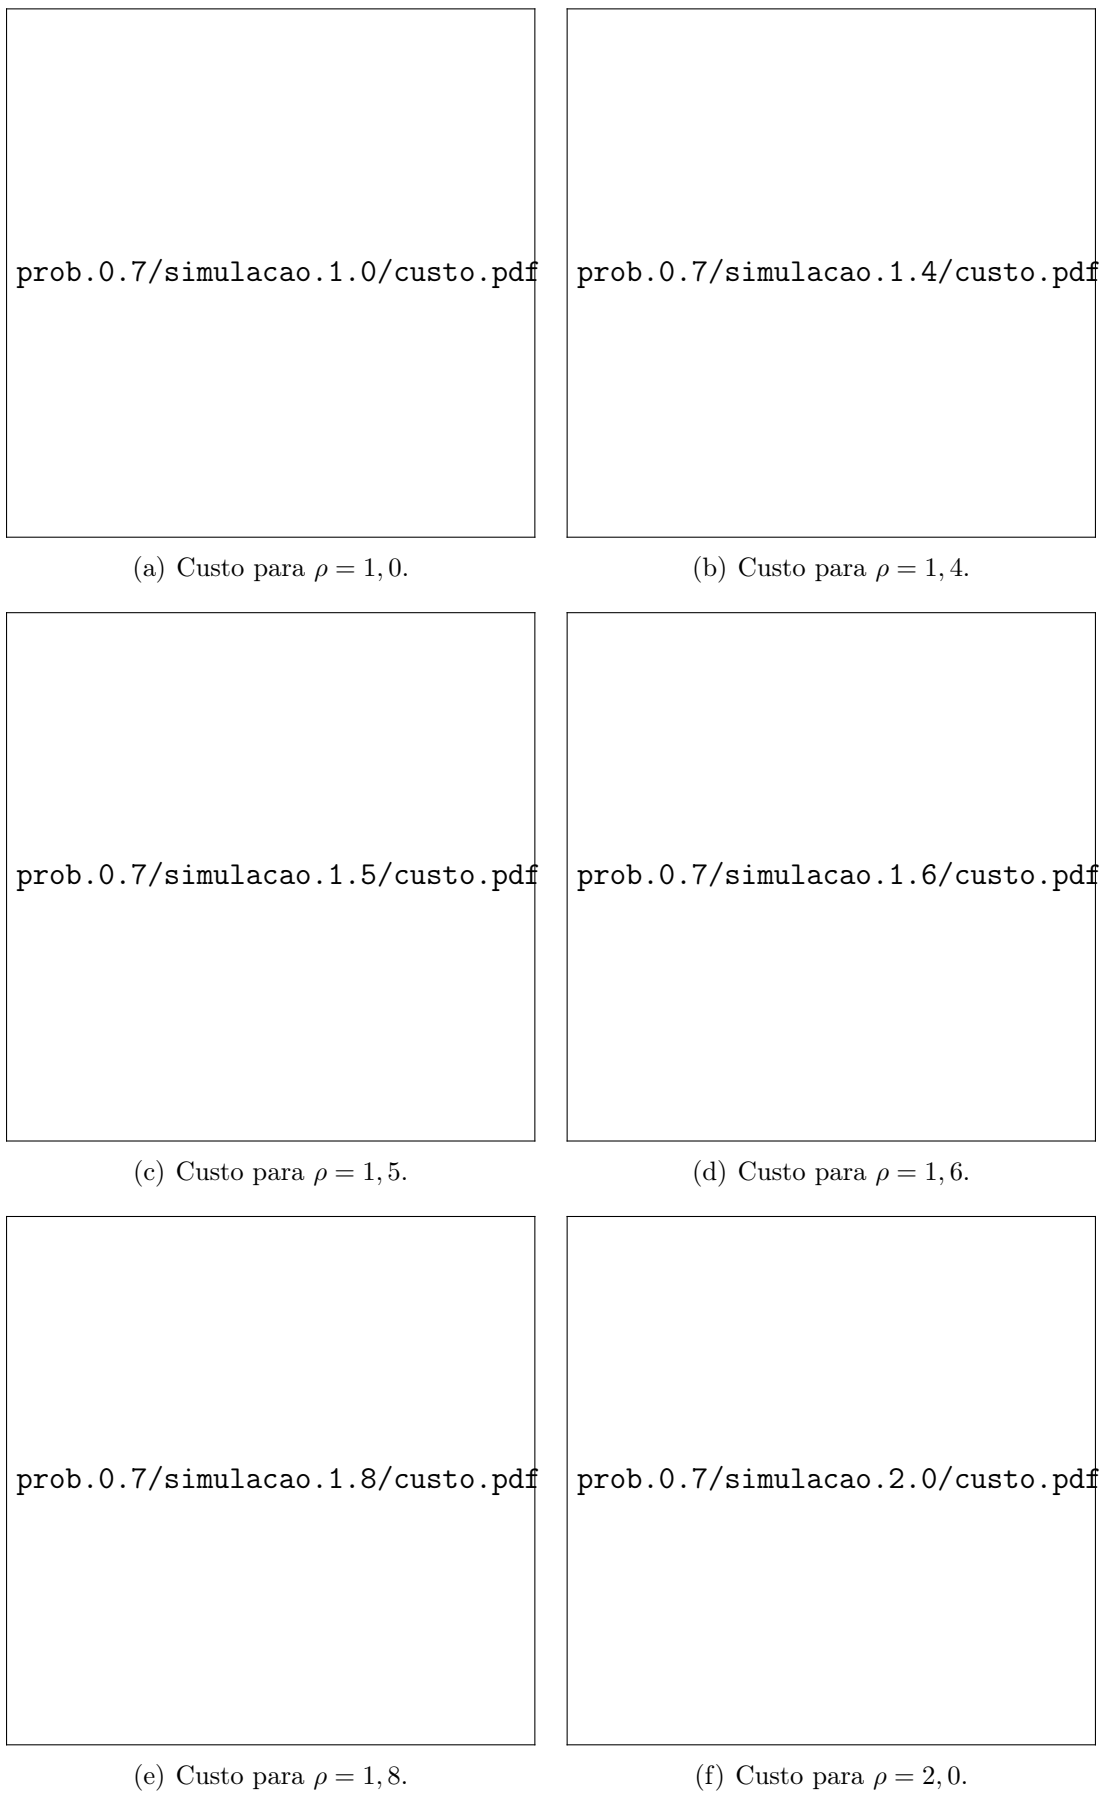 prob.0.7/simulacao.1.0/custo.pdf
prob.0.7/simulacao.1.4/custo.pdf
(a) Custo para ρ = 1, 0.
(b) Custo para ρ = 1, 4.
prob.0.7/simulacao.1.5/custo.pdf
prob.0.7/simulacao.1.6/custo.pdf
(c) Custo para ρ = 1, 5.
(d) Custo para ρ = 1, 6.
prob.0.7/simulacao.1.8/custo.pdf
prob.0.7/simulacao.2.0/custo.pdf
(e) Custo para ρ = 1, 8.
(f) Custo para ρ = 2, 0.